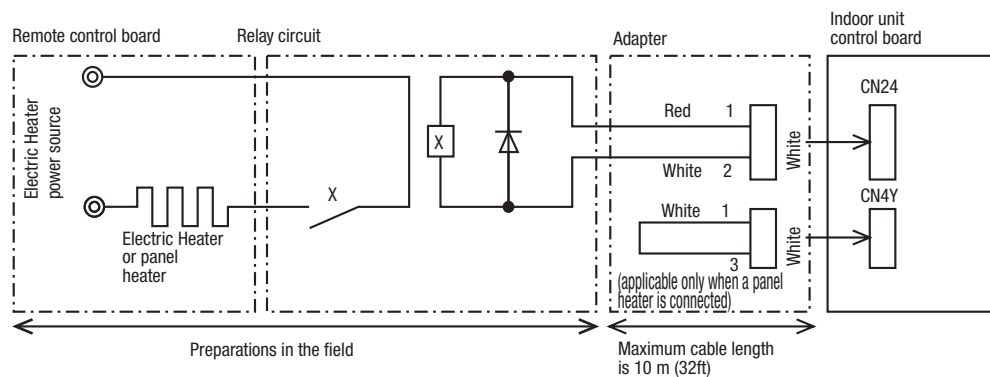 Remote control board
Relay circuit
Adapter
Indoor unit
control board
Electric Heater
power source
Electric Heater
or panel
heater
X
X
Red 1
White 2
White
White 1
3
White
(applicable only when a panel
heater is connected)
CN24
CN4Y
Preparations in the field
Maximum cable length
is 10 m (32ft)